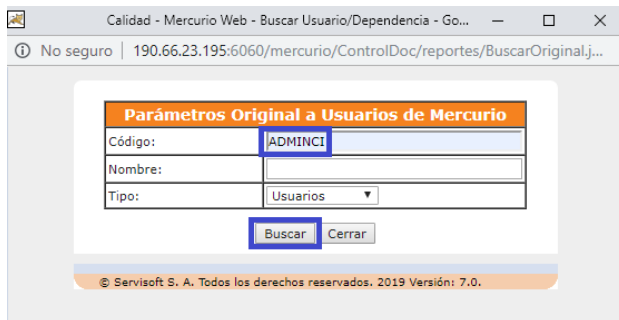 Calidad - Mercurio Web - Buscar Usuario/Dependencia - Go...
No seguro | 190.66.23.195:6060/mercurio/ControlDoc/reportes/BuscarOriginal.j...
Parámetros Original a Usuarios de Mercurio
Código: ADMINCI
Nombre:
Tipo: Usuarios
Buscar Cerrar
© Servisoft S. A. Todos los derechos reservados. 2019 Versión: 7.0.